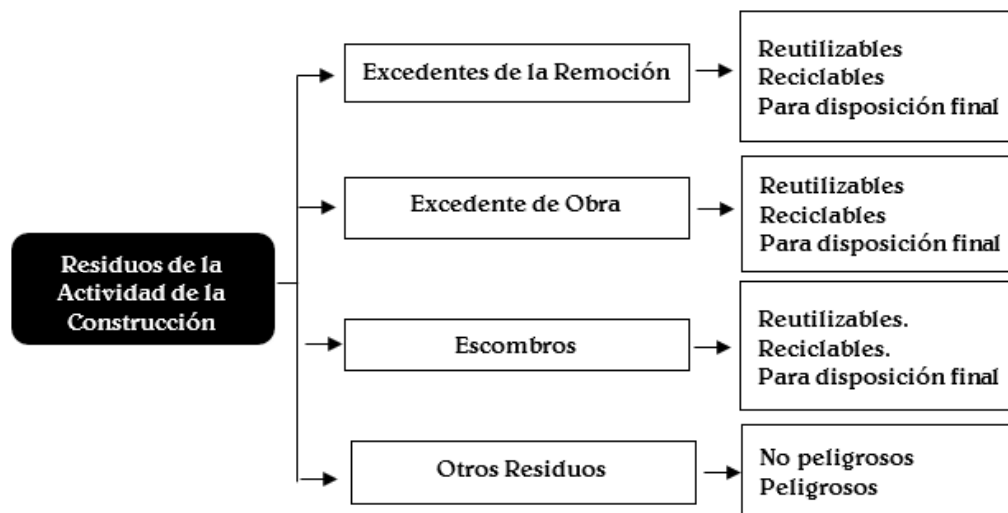 Residuos de la
Actividad de la
Construcción
Excedentes de la Remoción
Reutilizables
Reciclables
Para disposición final
Excedente de Obra
Reutilizables
Reciclables
Para disposición final
Escombros
Reutilizables.
Reciclables.
Para disposición final
Otros Residuos
No peligrosos
Peligrosos